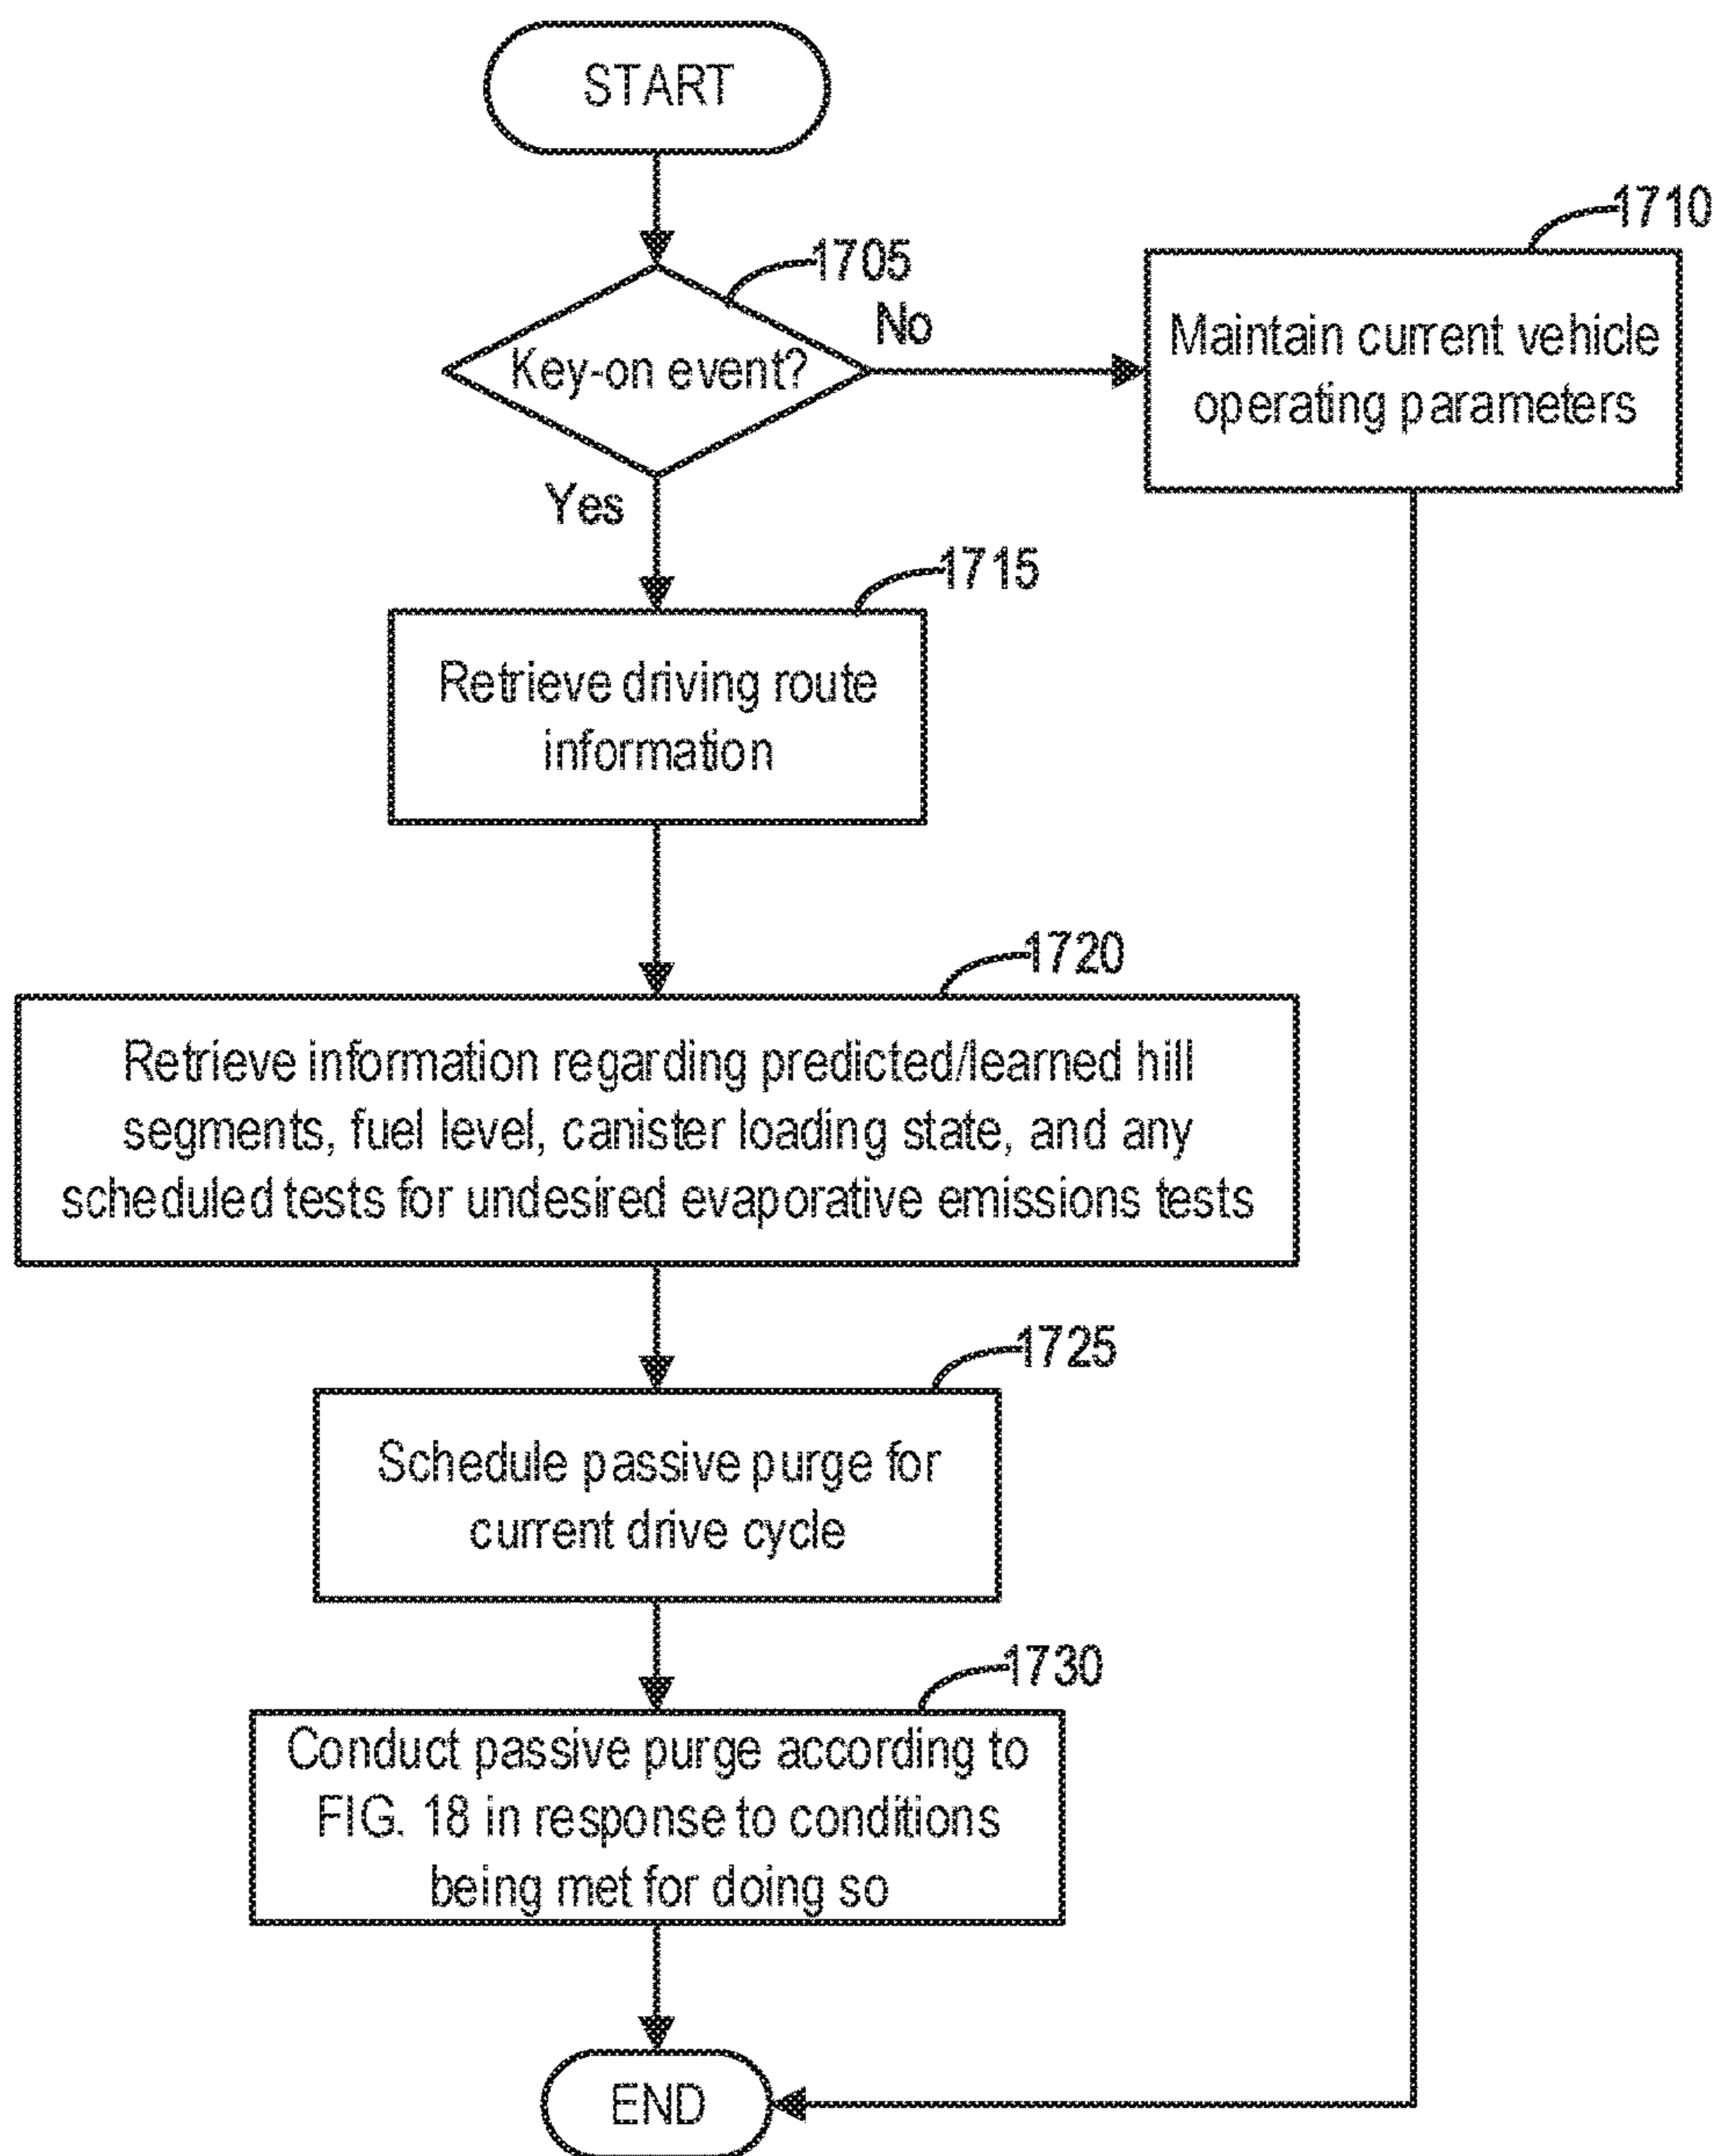 START
1705
Key-on event?
No
1710
Maintain current vehicle
operating parameters
Yes
1715
Retrieve driving route
information
1720
Retrieve information regarding predicted/learned hill
segments, fuel level, canister loading state, and any
scheduled tests for undesired evaporative emissions tests
1725
Schedule passive purge for
current drive cycle
1730
Conduct passive purge according to
FIG. 18 in response to conditions
being met for doing so
END